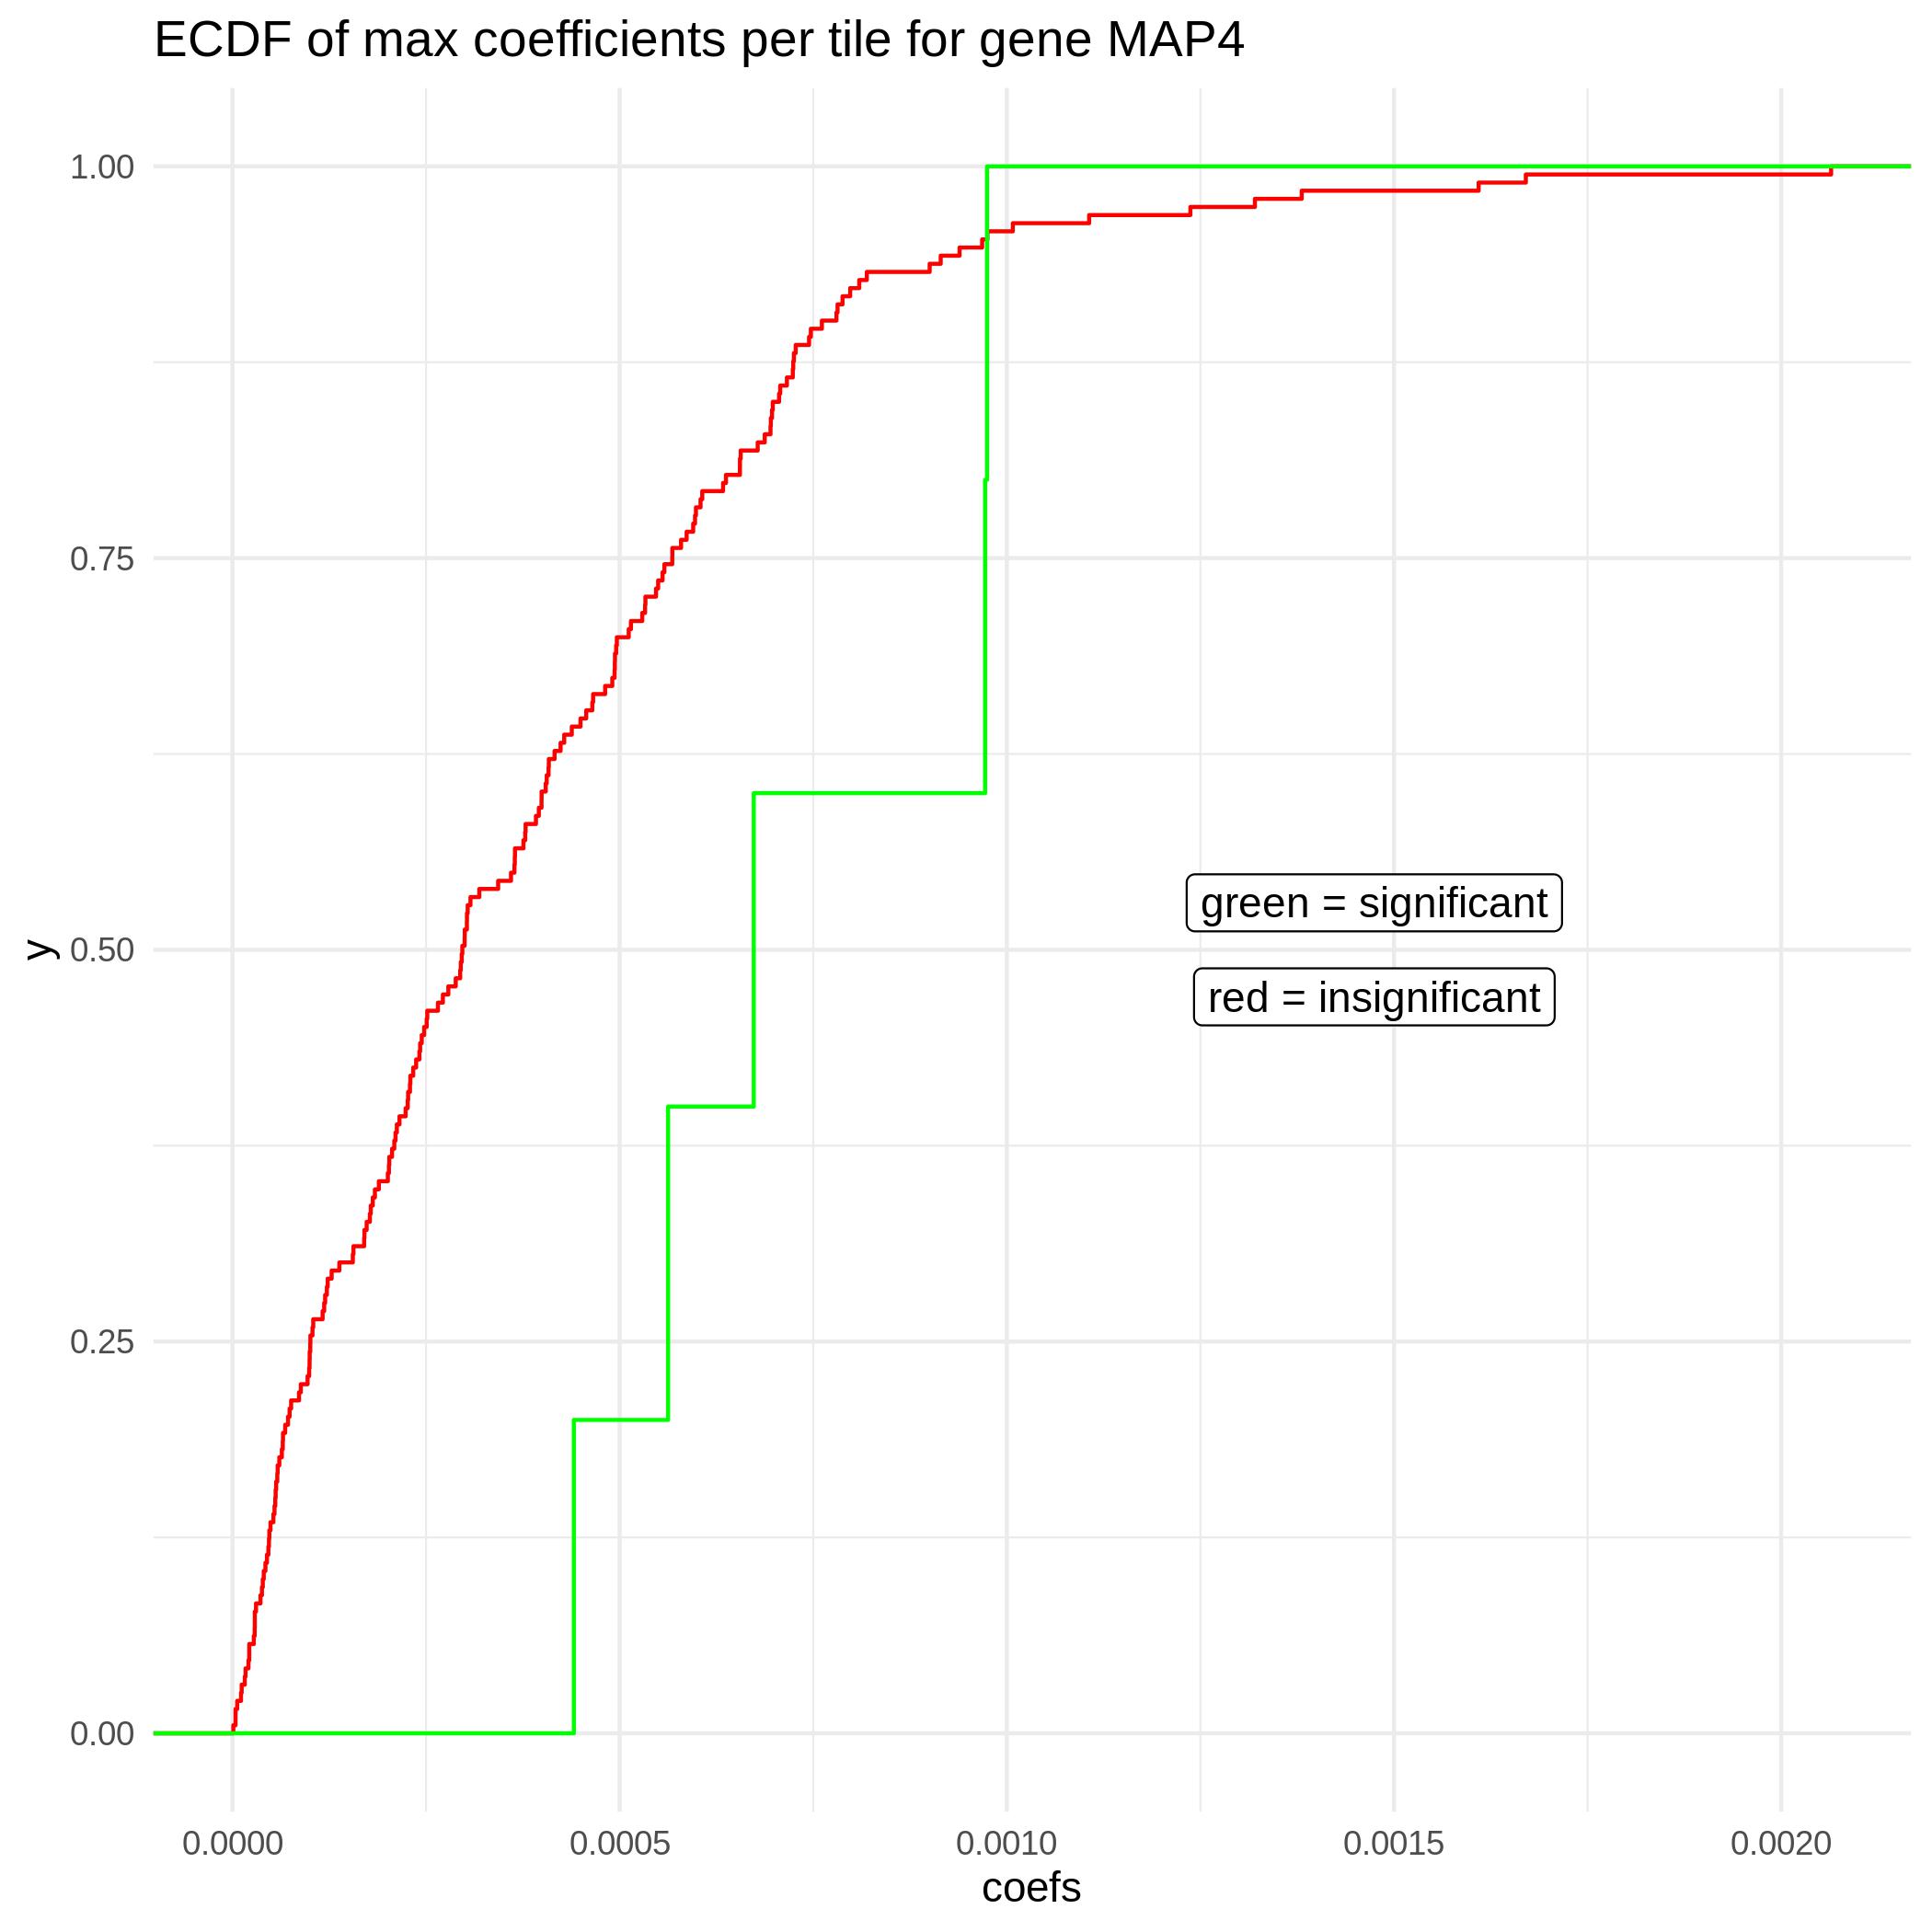 ECDF of max coefficients per tile for gene MAP4
1.00
0.75
0.50
0.25
0.00
y
green = significant
red = insignificant
0.0000 0.0005 0.0010 0.0015 0.0020
coefs